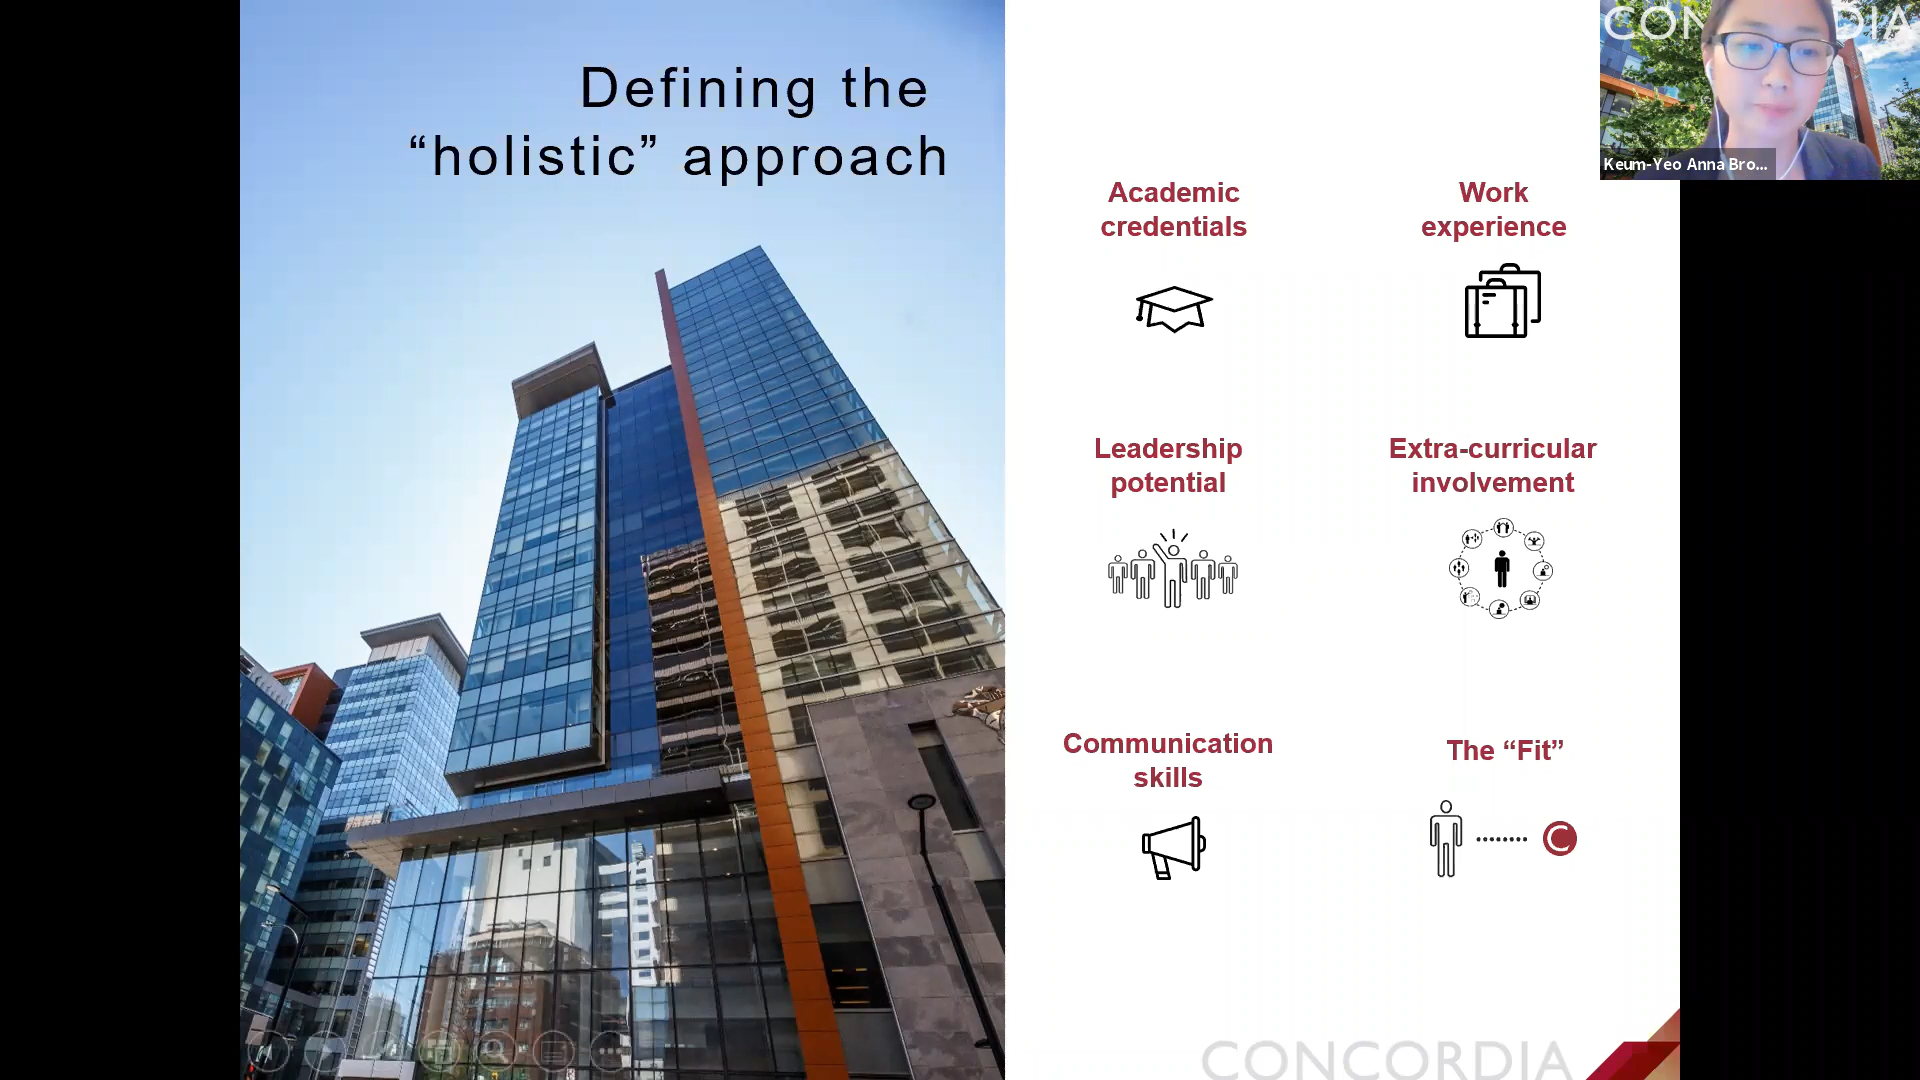 Defining the
“holistic” approach
Academic
credentials
Work
experience
Leadership
potential
Extra-curricular
involvement
Communication
skills
The “Fit”
C
CONCORDIA
Keum-Yeo Anna Bro...